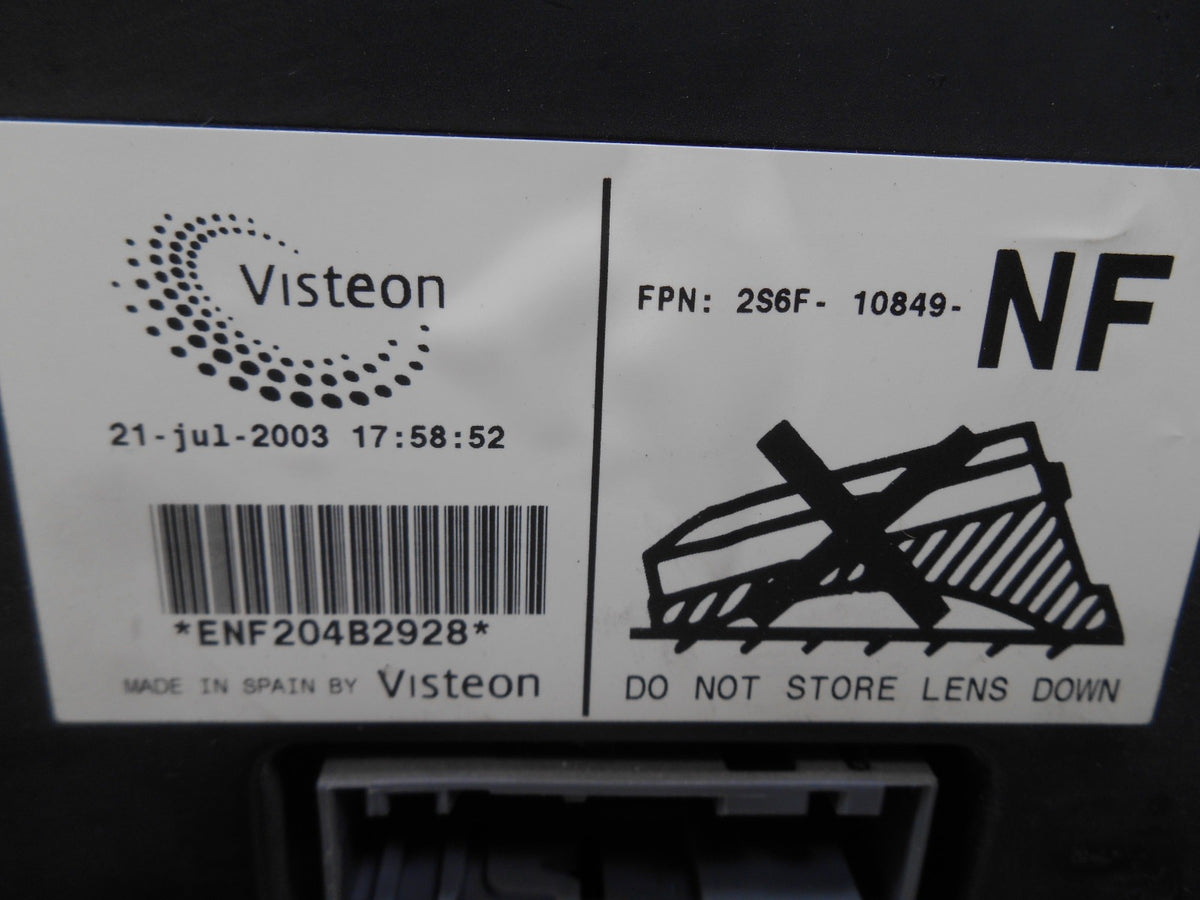 Visteon
21-jul-2003 17:58:52
*ENF204B2928*
MADE IN SPAIN BY Visteon
FPN: 2S6F- 10849- NF
DO NOT STORE LENS DOWN